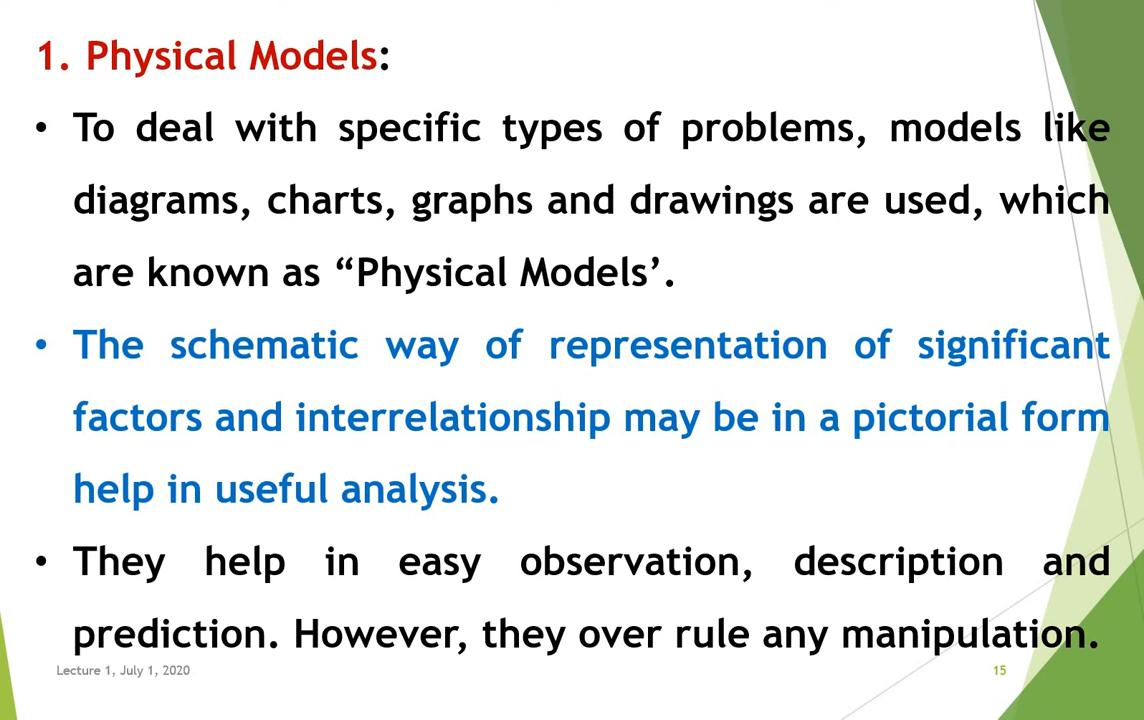 1. Physical Models:
• To deal with specific types of problems, models like
diagrams, charts, graphs and drawings are used, which
are known as “Physical Models’.
• The schematic way of representation of significant
factors and interrelationship may be in a pictorial form
help in useful analysis.
• They help in easy observation, description and
prediction. However, they over rule any manipulation.
Lecture 1, July 1, 2020
15